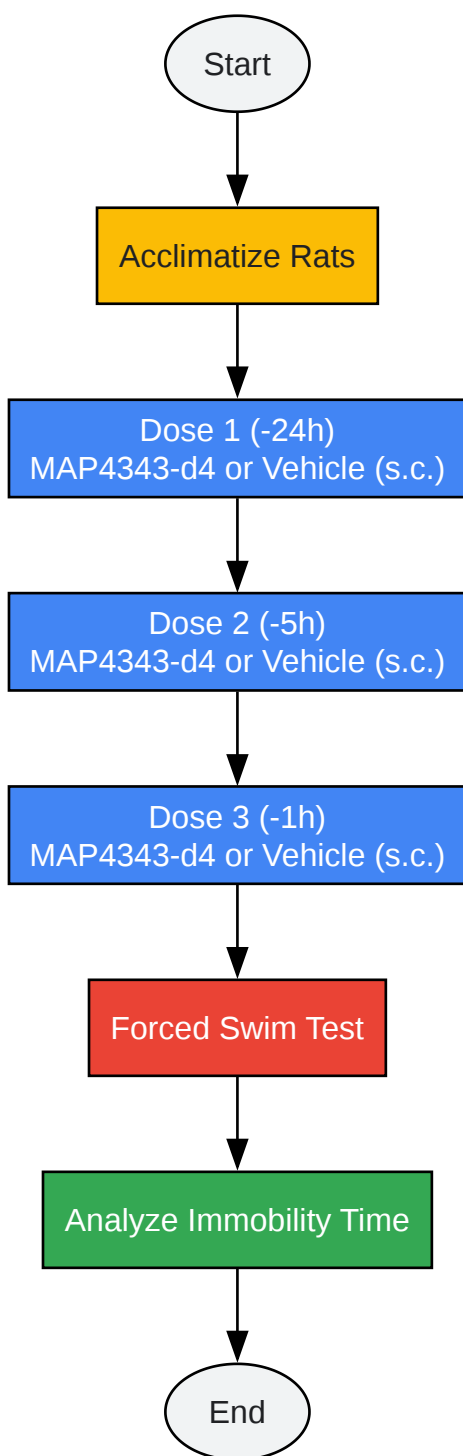 Start
Acclimatize Rats
Dose 1 (-24h)
MAP4343-d4 or Vehicle (s.c.)
Dose 2 (-5h)
MAP4343-d4 or Vehicle (s.c.)
Dose 3 (-1h)
MAP4343-d4 or Vehicle (s.c.)
Forced Swim Test
Analyze Immobility Time
End